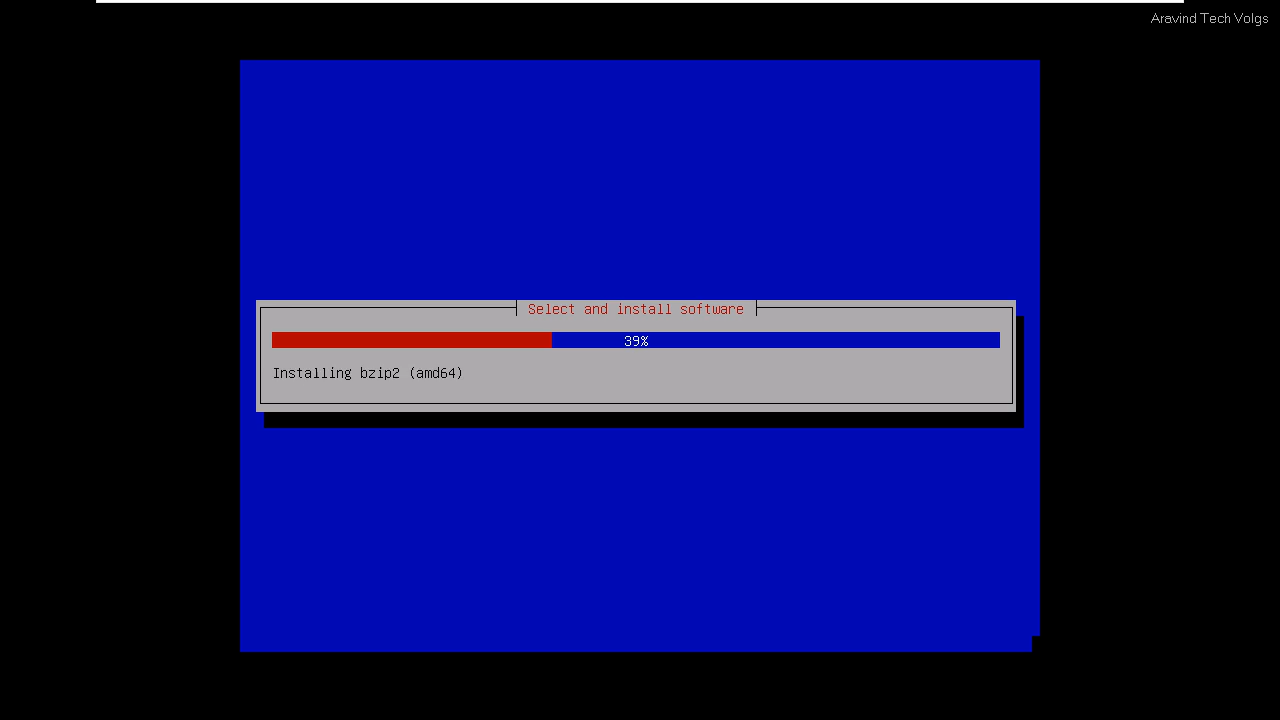 Aravind Tech Volgs
Select and install software
39%
Installing bzip2 (amd64)